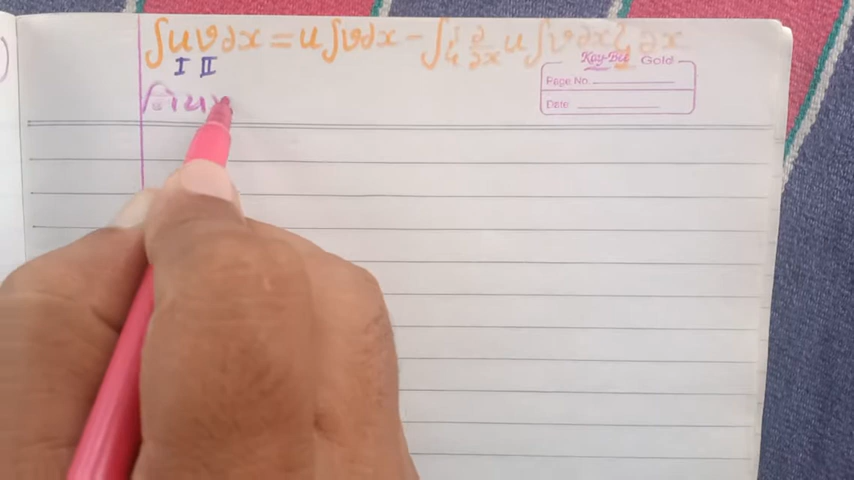 ∫uv∂x = u∫v∂x - ∫{∂/∂x u∫v∂x}∂x
I II
Kay-Bee Gold
Page No.
Date: